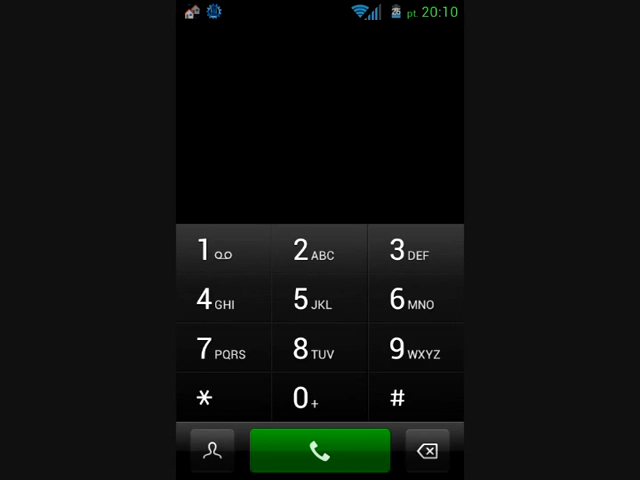 pt. 20:10
1
2 ABC
3 DEF
4 GHI
5 JKL
6 MNO
7 PQRS
8 TUV
9 WXYZ
*
0 +
#